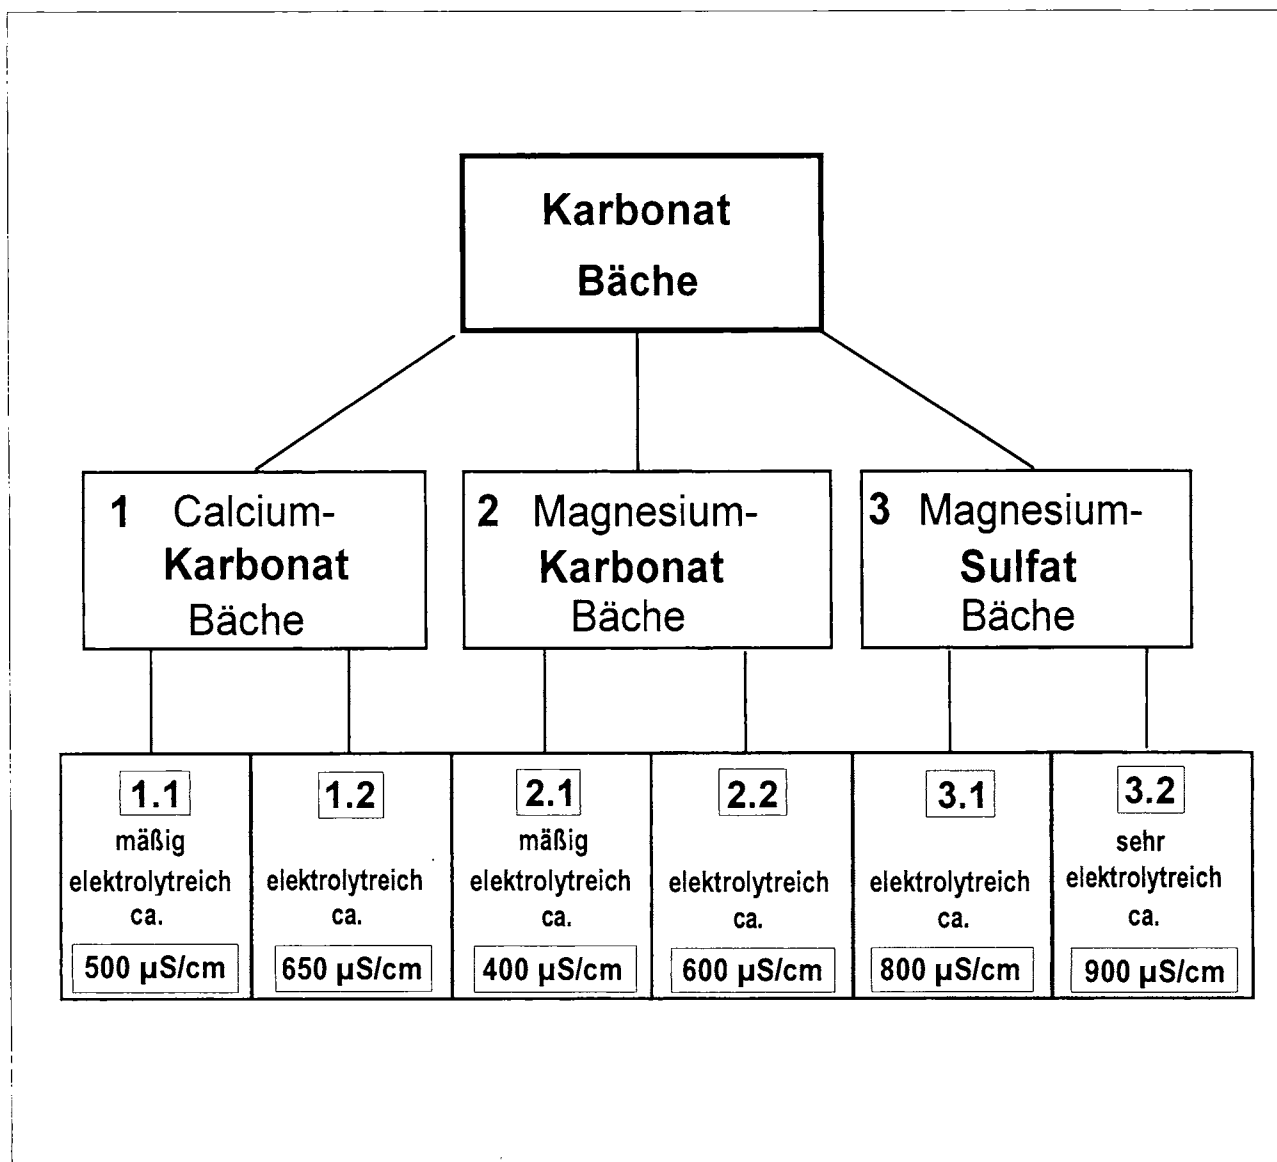 Karbonat
Bäche
1 Calcium-
Karbonat
Bäche
2 Magnesium-
Karbonat
Bäche
3 Magnesium-
Sulfat
Bäche
1.1
mäßig
elektrolytreich
ca.
500 µS/cm
1.2
elektrolytreich
ca.
650 µS/cm
2.1
mäßig
elektrolytreich
ca.
400 µS/cm
2.2
elektrolytreich
ca.
600 µS/cm
3.1
elektrolytreich
ca.
800 µS/cm
3.2
sehr
elektrolytreich
ca.
900 µS/cm